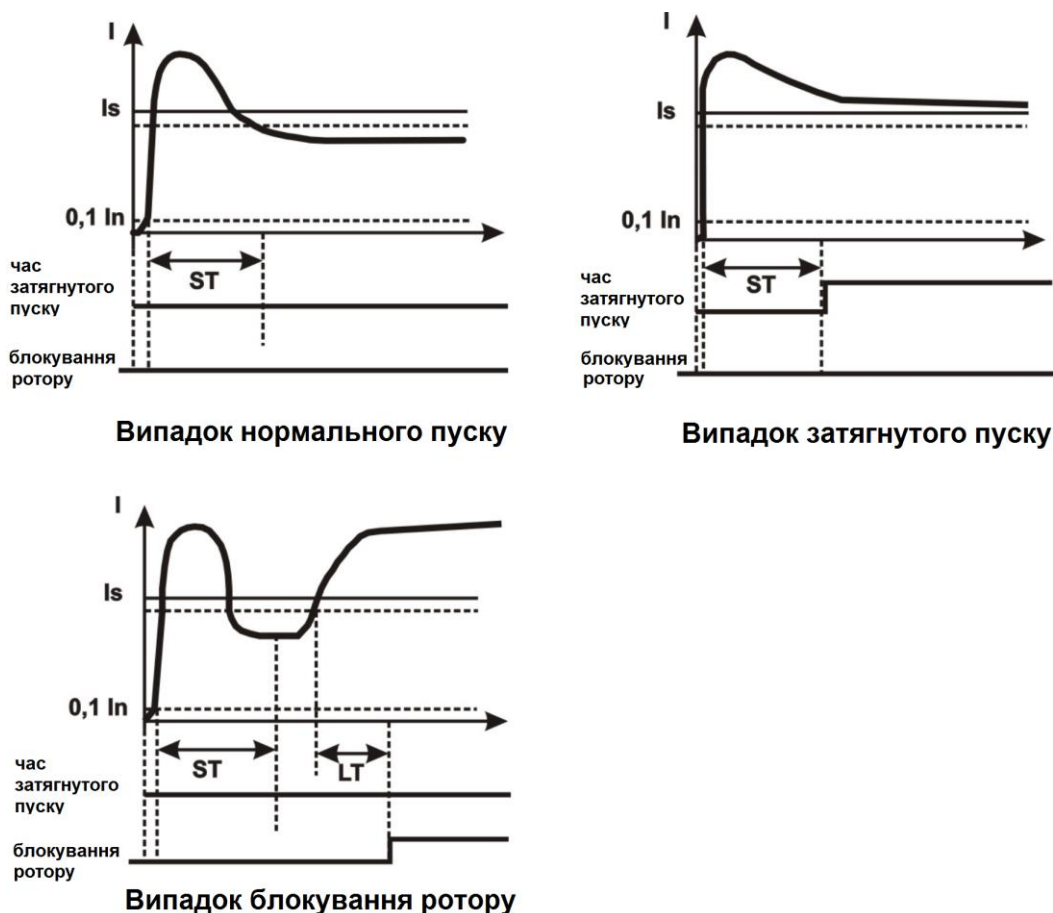 I
Is
0,1 In
ST
час
затягнутого
пуску
блокування
ротору
Випадок нормального пуску
I
Is
0,1 In
ST
час
затягнутого
пуску
блокування
ротору
Випадок затягнутого пуску
I
Is
0,1 In
ST
LT
час
затягнутого
пуску
блокування
ротору
Випадок блокування ротору